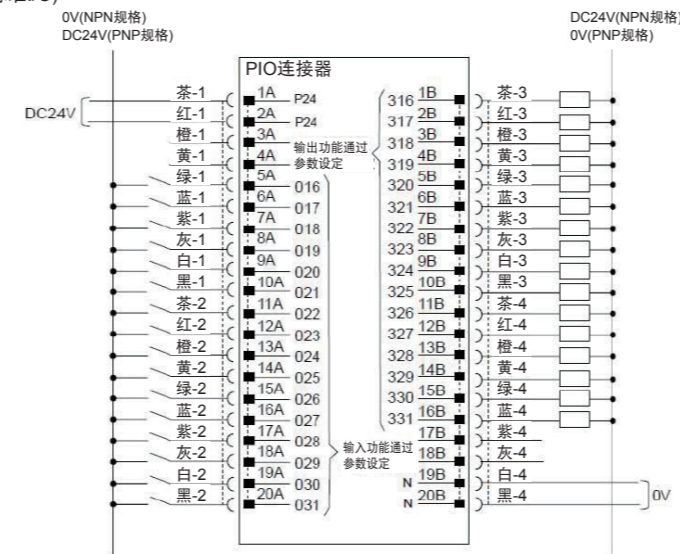 0V(NPN规格)
DC24V(PNP规格)
DC24V(NPN规格)
0V(PNP规格)
PIO连接器
DC24V
茶-1 1A P24
红-1 2A P24
橙-1 3A
黄-1 4A
绿-1 5A 016
蓝-1 6A 017
紫-1 7A 018
灰-1 8A 019
白-1 9A 020
黑-1 10A 021
茶-2 11A 022
红-2 12A 023
橙-2 13A 024
黄-2 14A 025
绿-2 15A 026
蓝-2 16A 027
紫-2 17A 028
灰-2 18A 029
白-2 19A 030
黑-2 20A 031
输出功能通过
参数设定
输入功能通过
参数设定
316 1B 茶-3
317 2B 红-3
318 3B 橙-3
319 4B 黄-3
320 5B 绿-3
321 6B 蓝-3
322 7B 紫-3
323 8B 灰-3
324 9B 白-3
325 10B 黑-3
326 11B 茶-4
327 12B 红-4
328 13B 橙-4
329 14B 黄-4
330 15B 绿-4
331 16B 蓝-4
17B 紫-4
18B 灰-4
N 19B 白-4
N 20B 黑-4
0V